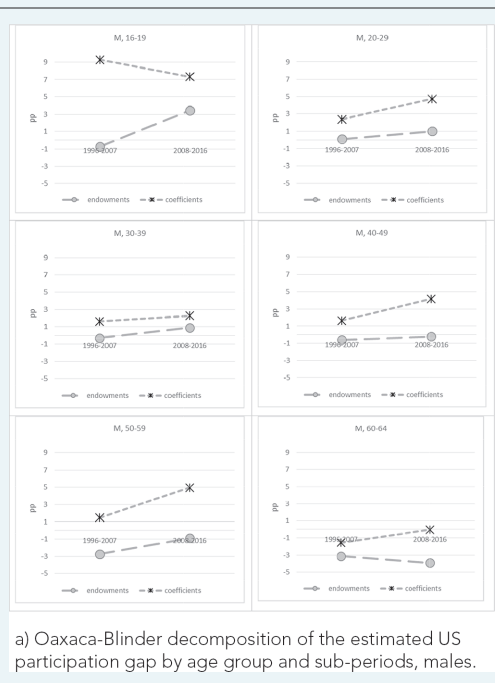 M, 16-19
9
7
5
3
1
-1
-3
-5
pp
1996-2007
2008-2016
endowments
coefficients
M, 20-29
9
7
5
3
1
-1
-3
-5
pp
1996-2007
2008-2016
endowments
coefficients
M, 30-39
9
7
5
3
1
-1
-3
-5
pp
1996-2007
2008-2016
endowments
coefficients
M, 40-49
9
7
5
3
1
-1
-3
-5
pp
1996-2007
2008-2016
endowments
coefficients
M, 50-59
9
7
5
3
1
-1
-3
-5
pp
1996-2007
2008-2016
endowments
coefficients
M, 60-64
9
7
5
3
1
-1
-3
-5
pp
1996-2007
2008-2016
endowments
coefficients
a) Oaxaca-Blinder decomposition of the estimated US
participation gap by age group and sub-periods, males.